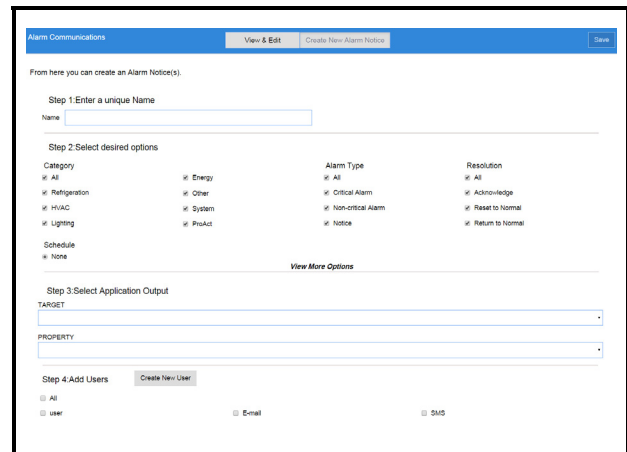 Alarm Communications View & Edit Create New Alarm Notice Save
From here you can create an Alarm Notice(s).
Step 1:Enter a unique Name
Name
Step 2:Select desired options
Category Alarm Type Resolution
All Energy All All
Refrigeration Other Critical Alarm Acknowledge
HVAC System Non-critical Alarm Reset to Normal
Lighting ProAct Notice Return to Normal
Schedule
None
View More Options
Step 3:Select Application Output
TARGET
PROPERTY
Step 4:Add Users Create New User
All
user E-mail SMS